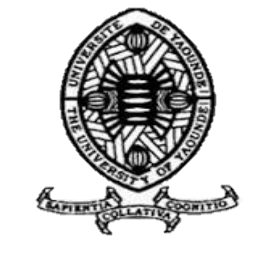 UNIVERSITE DE YAOUNDE
THE UNIVERSITY OF YAOUNDE
SAPIENTIA COLLATIVA COGNITIO